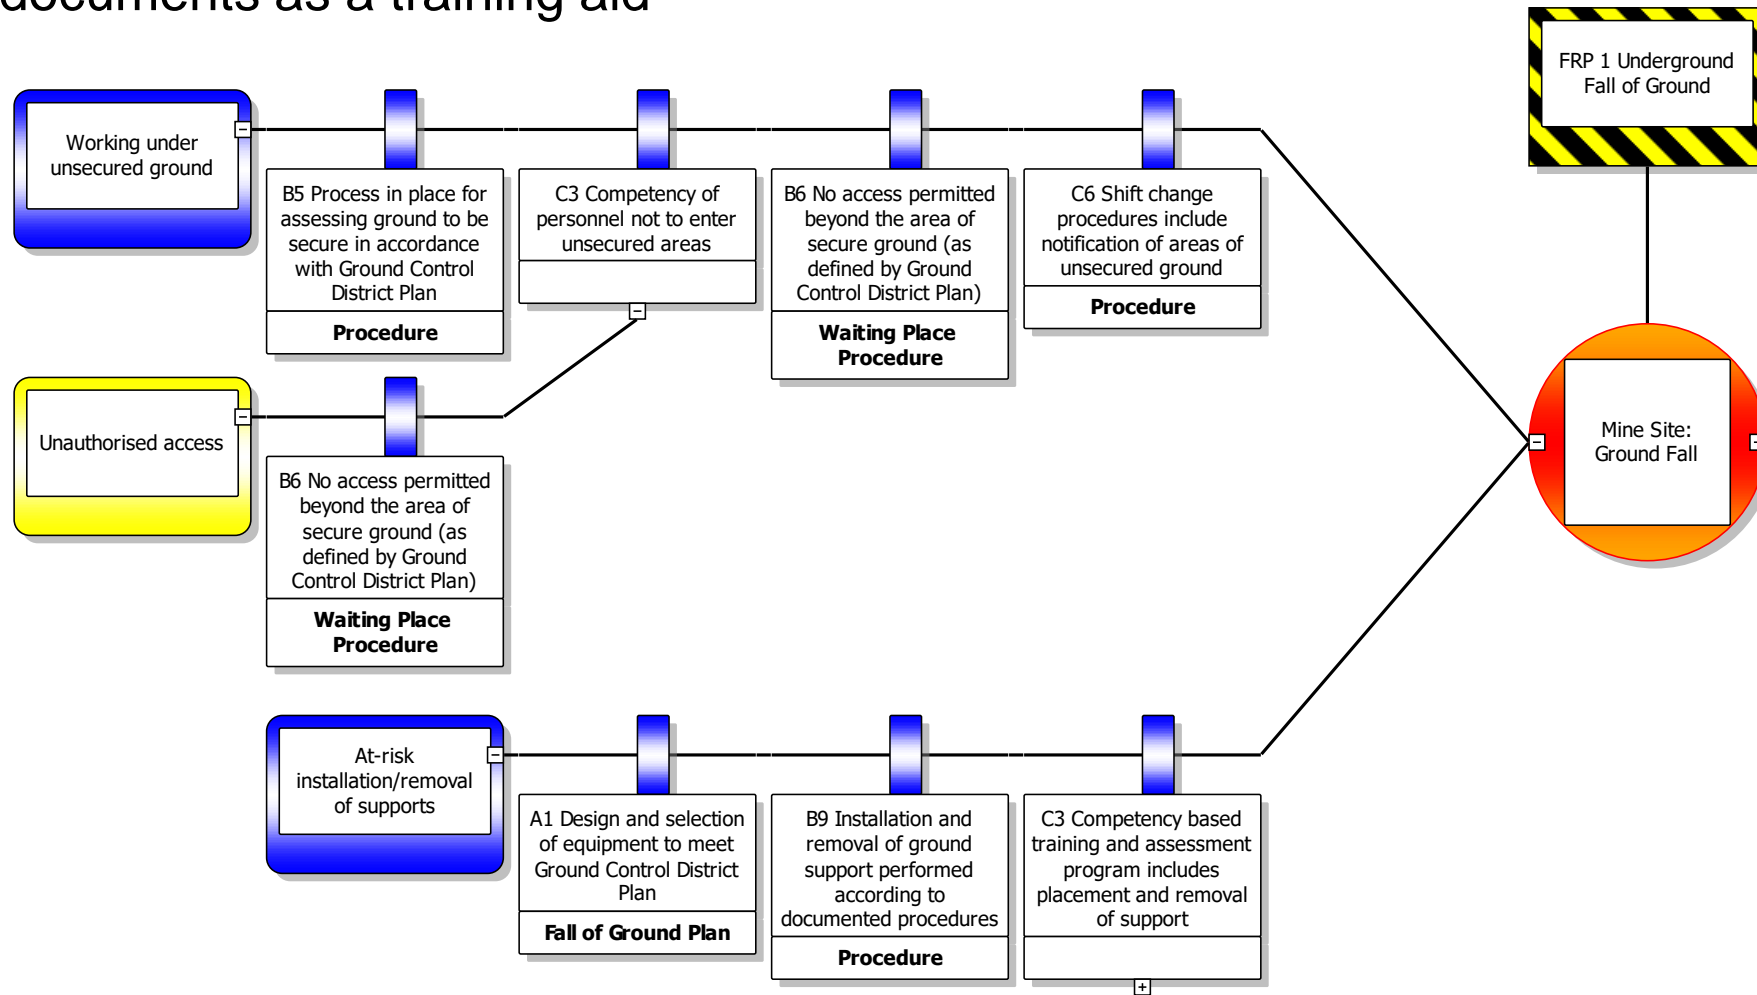 documents as a training aid
FRP 1 Underground
Fall of Ground
Working under
unsecured ground
B5 Process in place for
assessing ground to be
secure in accordance
with Ground Control
District Plan
Procedure
C3 Competency of
personnel not to enter
unsecured areas
B6 No access permitted
beyond the area of
secure ground (as
defined by Ground
Control District Plan)
Waiting Place
Procedure
C6 Shift change
procedures include
notification of areas of
unsecured ground
Procedure
Unauthorised access
B6 No access permitted
beyond the area of
secure ground (as
defined by Ground
Control District Plan)
Waiting Place
Procedure
Mine Site:
Ground Fall
At-risk
installation/removal
of supports
A1 Design and selection
of equipment to meet
Ground Control District
Plan
Fall of Ground Plan
B9 Installation and
removal of ground
support performed
according to
documented procedures
Procedure
C3 Competency based
training and assessment
program includes
placement and removal
of support